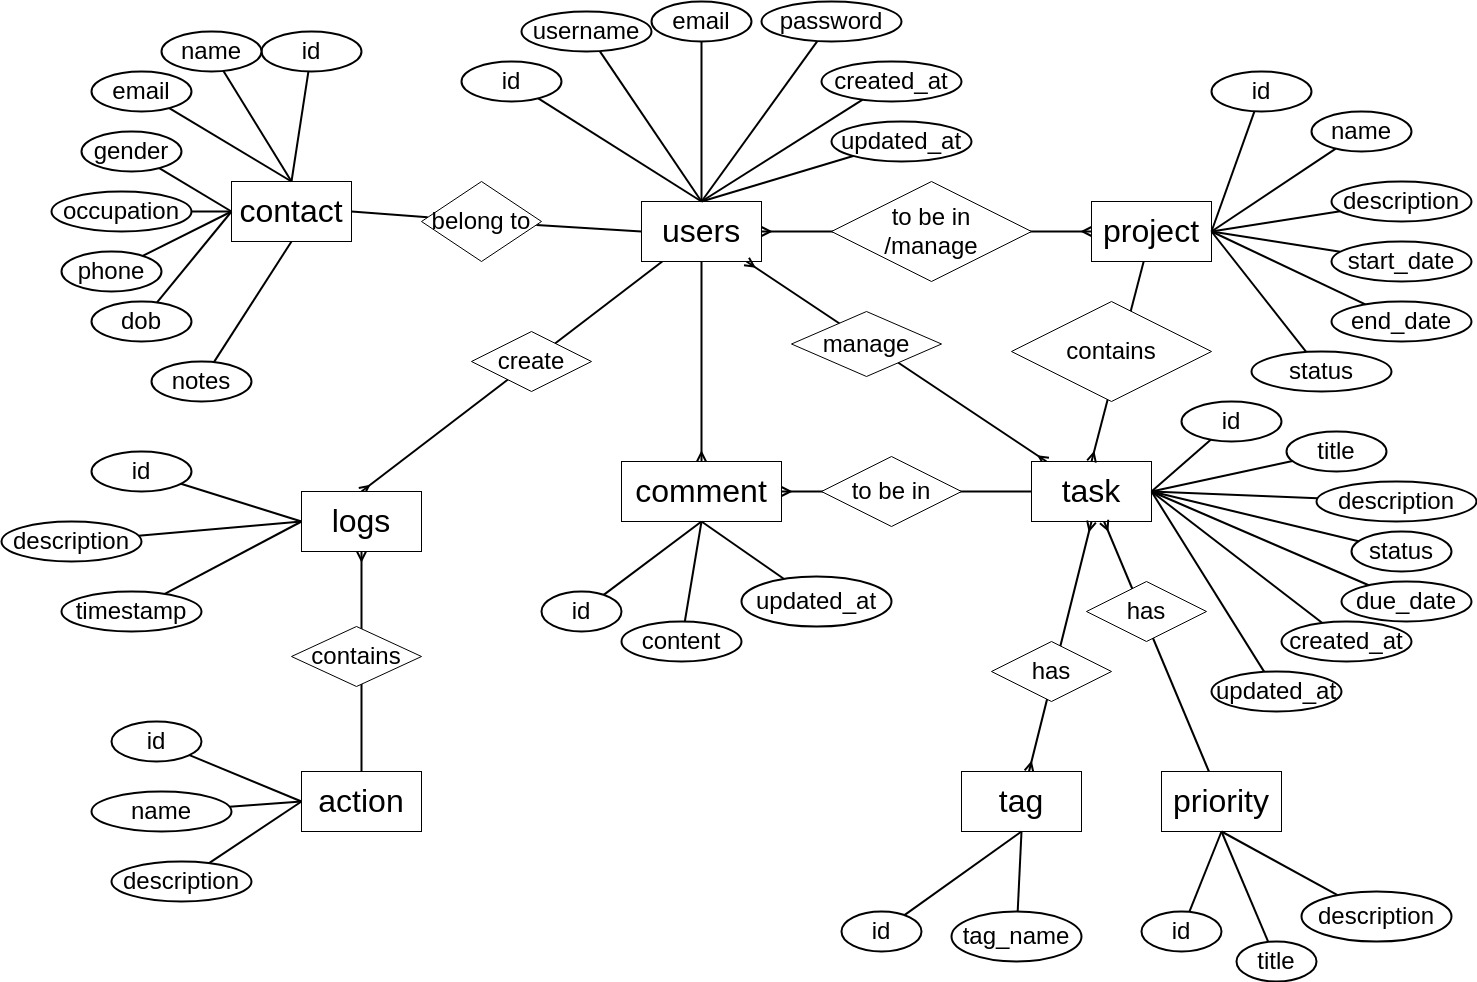 email
password
username
name
id
id
created_at
email
id
updated_at
name
gender
description
occupation
contact
belong to
users
to be in
/manage
project
start_date
phone
dob
end_date
create
manage
contains
status
notes
id
id
title
logs
comment
to be in
task
description
description
status
timestamp
id
content
updated_at
has
due_date
created_at
contains
has
updated_at
id
action
name
tag
priority
description
id
tag_name
id
description
title